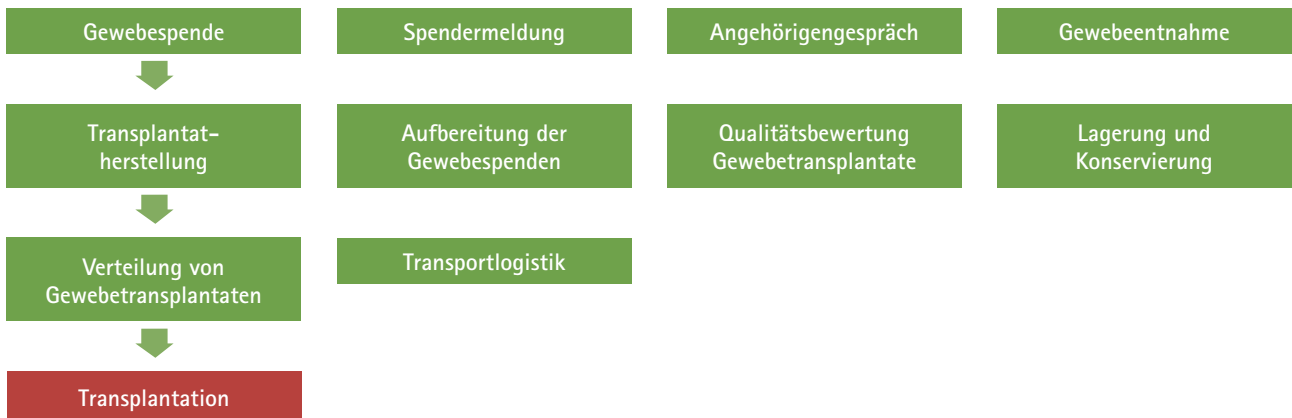 Gewebespende
Spendermeldung
Angehörigengespräch
Gewebeentnahme
Transplantat-
herstellung
Aufbereitung der
Gewebespenden
Qualitätsbewertung
Gewebetransplantate
Lagerung und
Konservierung
Verteilung von
Gewebetransplantaten
Transportlogistik
Transplantation